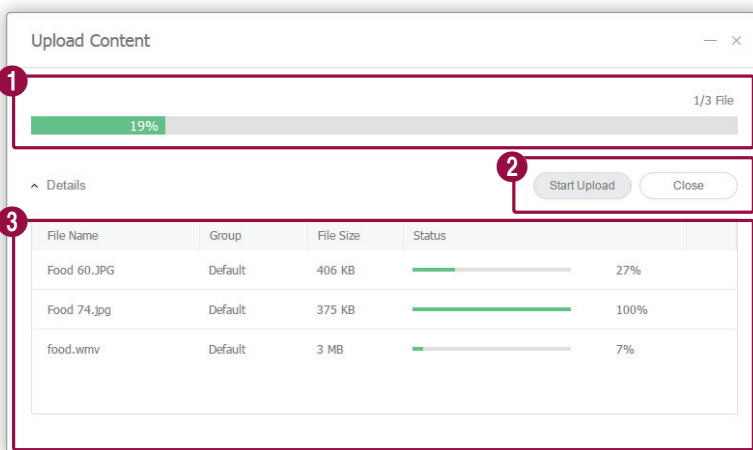 Upload Content
1
1/3 File
19%
2
Details
Start Upload
Close
3
File Name Group File Size Status
Food 60.JPG Default 406 KB 27%
Food 74.jpg Default 375 KB 100%
food.wmv Default 3 MB 7%